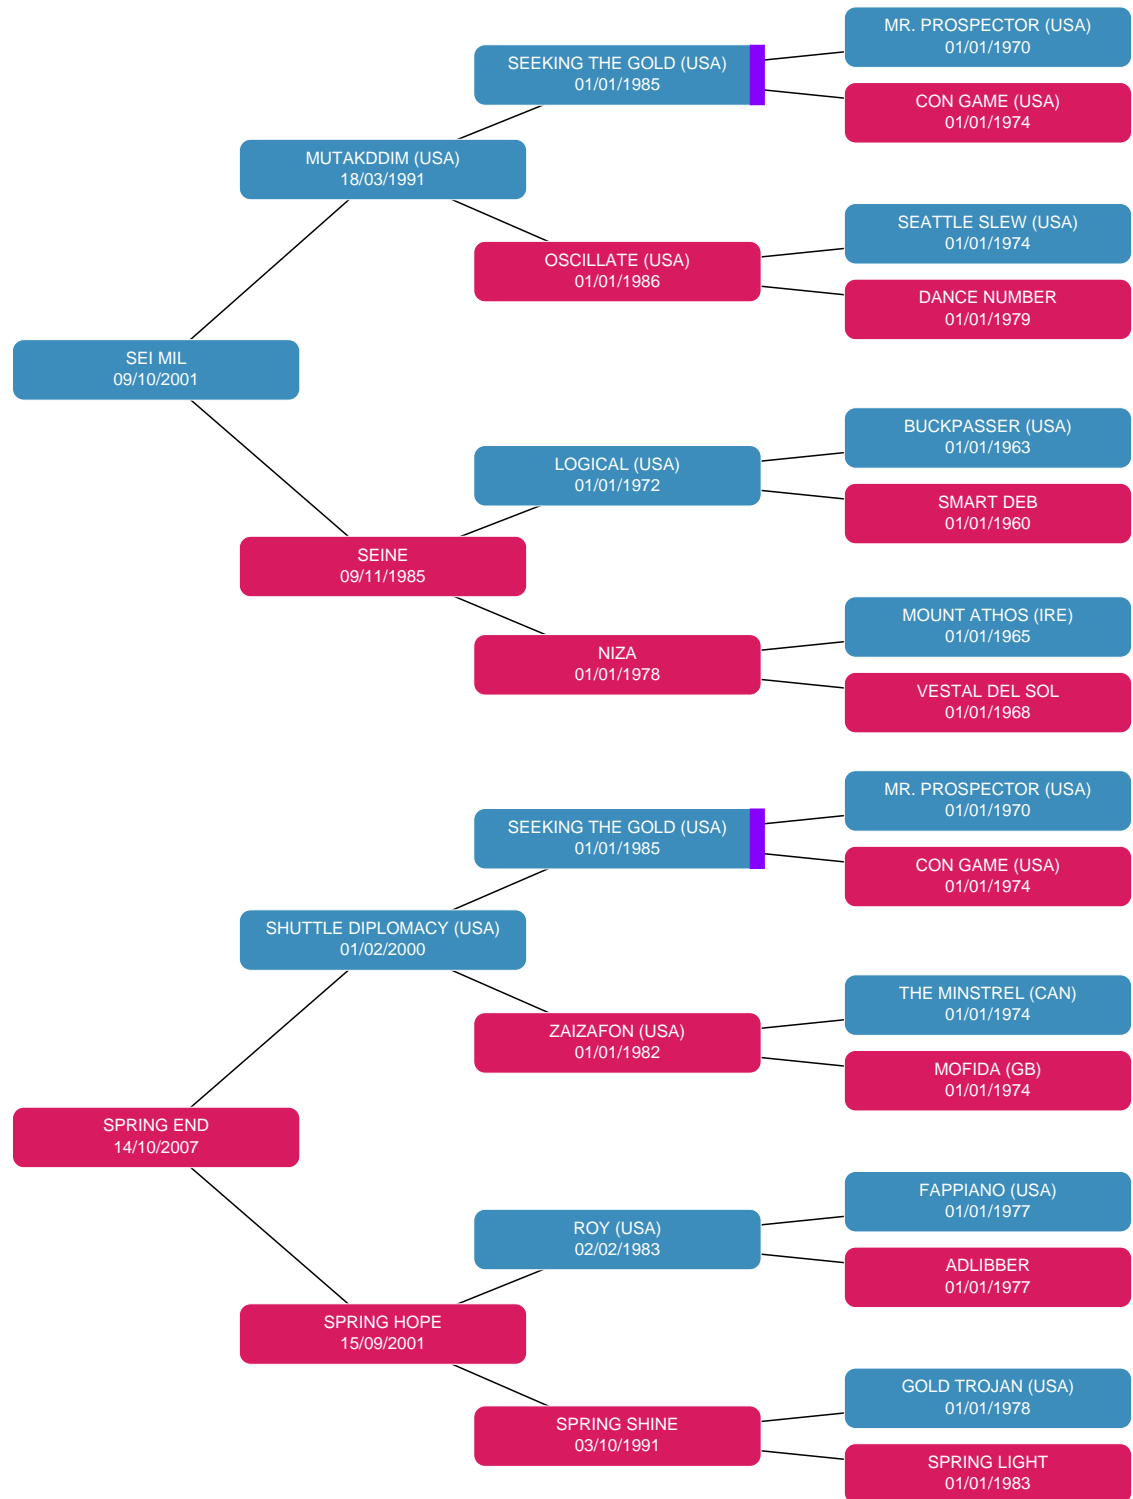 MR. PROSPECTOR (USA)
01/01/1970
SEEKING THE GOLD (USA)
01/01/1985
CON GAME (USA)
01/01/1974
MUTAKDDIM (USA)
18/03/1991
SEATTLE SLEW (USA)
01/01/1974
OSCILLATE (USA)
01/01/1986
DANCE NUMBER
01/01/1979
SEI MIL
09/10/2001
BUCKPASSER (USA)
01/01/1963
LOGICAL (USA)
01/01/1972
SMART DEB
01/01/1960
SEINE
09/11/1985
MOUNT ATHOS (IRE)
01/01/1965
NIZA
01/01/1978
VESTAL DEL SOL
01/01/1968
MR. PROSPECTOR (USA)
01/01/1970
SEEKING THE GOLD (USA)
01/01/1985
CON GAME (USA)
01/01/1974
SHUTTLE DIPLOMACY (USA)
01/02/2000
THE MINSTREL (CAN)
01/01/1974
ZAIZAFON (USA)
01/01/1982
MOFIDA (GB)
01/01/1974
SPRING END
14/10/2007
FAPPIANO (USA)
01/01/1977
ROY (USA)
02/02/1983
ADLIBBER
01/01/1977
SPRING HOPE
15/09/2001
GOLD TROJAN (USA)
01/01/1978
SPRING SHINE
03/10/1991
SPRING LIGHT
01/01/1983